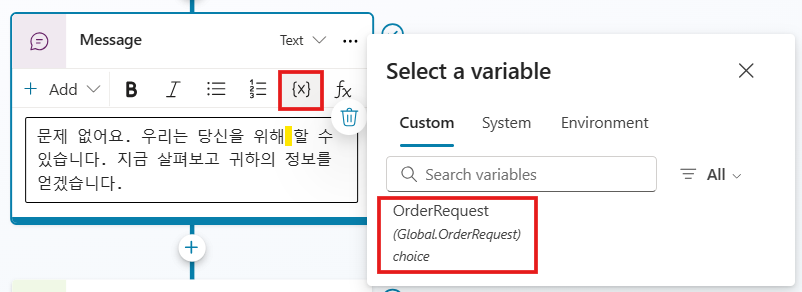 Message
Text
Add
B
I
{x}
fx
문제 없어요. 우리는 당신을 위해 할 수
있습니다. 지금 살펴보고 귀하의 정보를
얻겠습니다.
Select a variable
Custom
System
Environment
Search variables
All
OrderRequest
(Global.OrderRequest)
choice